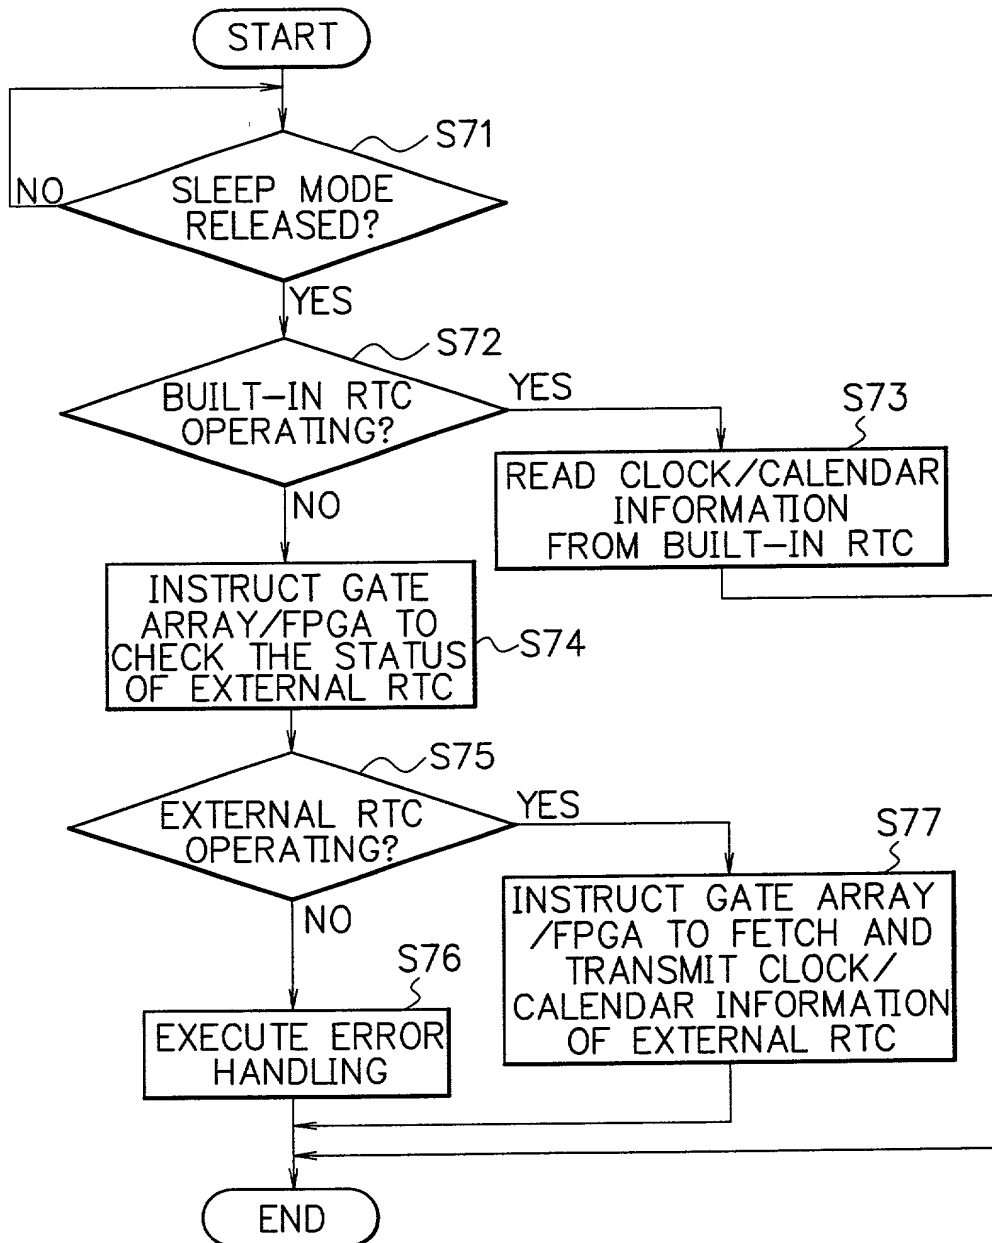 START
S71
NO
SLEEP MODE
RELEASED?
YES
S72
BUILT-IN RTC
OPERATING?
YES
S73
READ CLOCK/CALENDAR
INFORMATION
FROM BUILT-IN RTC
NO
INSTRUCT GATE
ARRAY/FPGA TO
CHECK THE STATUS
OF EXTERNAL RTC
S74
S75
EXTERNAL RTC
OPERATING?
YES
S77
INSTRUCT GATE ARRAY
/FPGA TO FETCH AND
TRANSMIT CLOCK/
CALENDAR INFORMATION
OF EXTERNAL RTC
NO
S76
EXECUTE ERROR
HANDLING
END